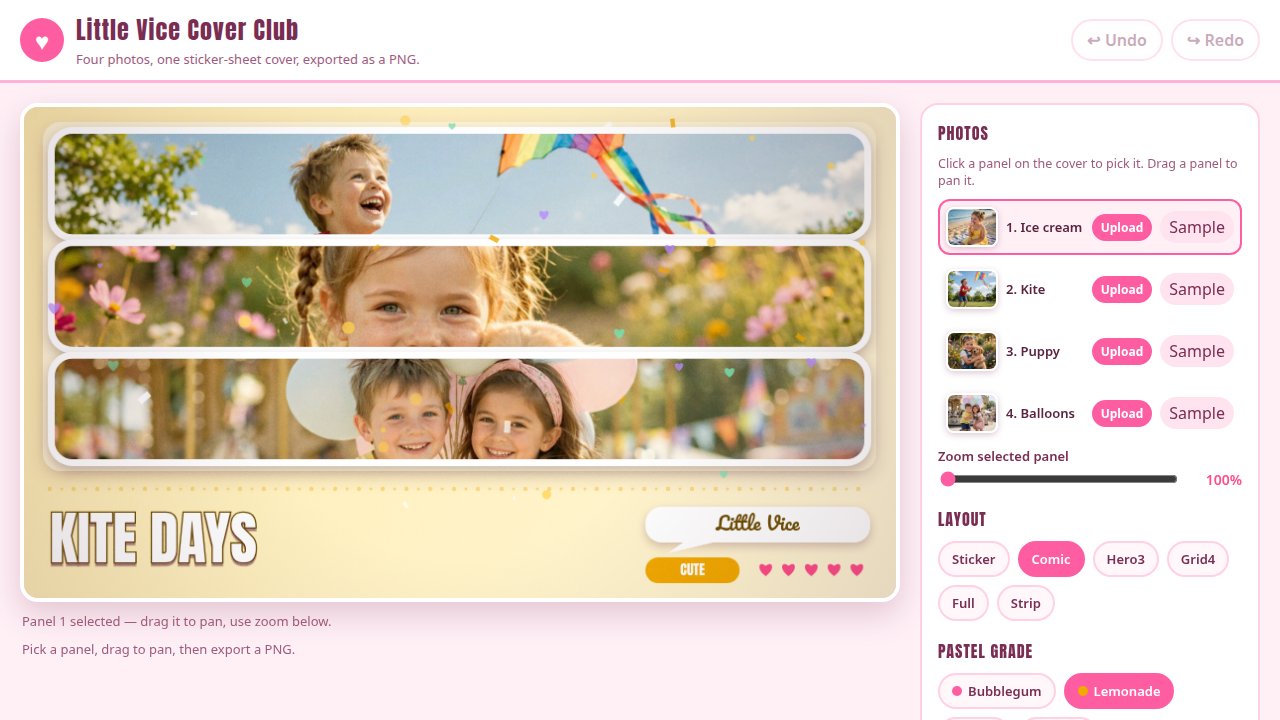 Little Vice Cover Club
Four photos, one sticker-sheet cover, exported as a PNG.
↩ Undo
↪ Redo
KITE DAYS
Little Vice
CUTE
Panel 1 selected — drag it to pan, use zoom below.
Pick a panel, drag to pan, then export a PNG.
PHOTOS
Click a panel on the cover to pick it. Drag a panel to
pan it.
1. Ice cream Upload Sample
2. Kite Upload Sample
3. Puppy Upload Sample
4. Balloons Upload Sample
Zoom selected panel
100%
LAYOUT
Sticker Comic Hero3 Grid4
Full Strip
PASTEL GRADE
Bubblegum Lemonade